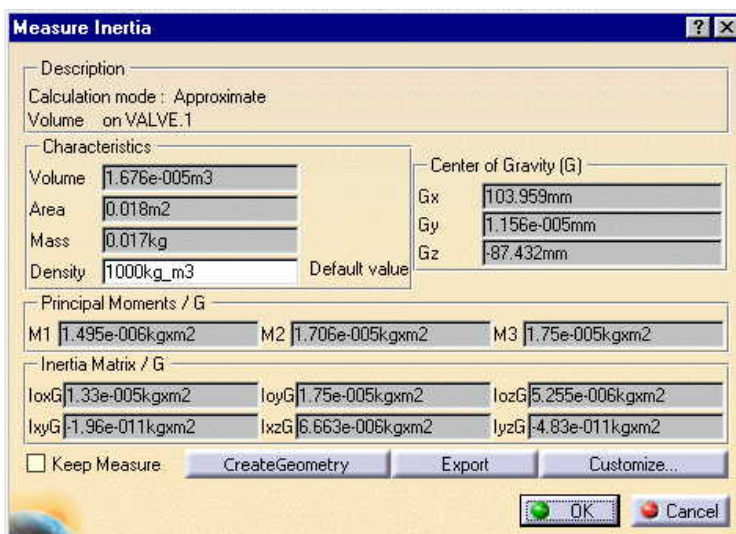 Measure Inertia
Description
Calculation mode : Approximate
Volume on VALVE.1
Characteristics
Volume 1.676e-005m3
Area 0.018m2
Mass 0.017kg
Density 1000kg_m3 Default value
Center of Gravity (G)
Gx 103.959mm
Gy 1.156e-005mm
Gz -87.432mm
Principal Moments / G
M1 1.495e-006kgxm2 M2 1.706e-005kgxm2 M3 1.75e-005kgxm2
Inertia Matrix / G
IoxG 1.33e-005kgxm2 IoyG 1.75e-005kgxm2 IozG 5.255e-006kgxm2
IxyG -1.96e-011kgxm2 IxzG 6.663e-006kgxm2 IyzG -4.83e-011kgxm2
Keep Measure CreateGeometry Export Customize...
OK Cancel